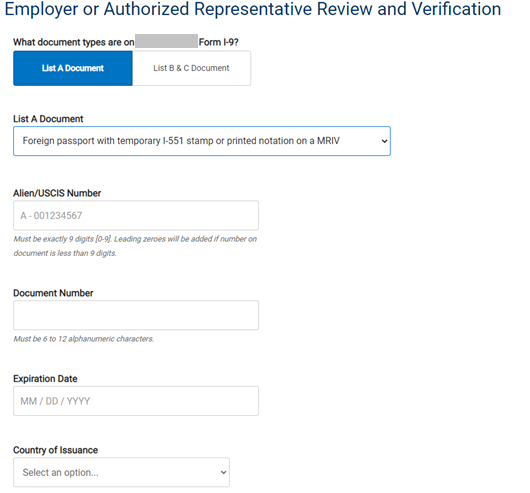 Employer or Authorized Representative Review and Verification
What document types are on Form I-9?
List A Document
List B & C Document
List A Document
Foreign passport with temporary I-551 stamp or printed notation on a MRIV
Alien/USCIS Number
A - 001234567
Must be exactly 9 digits [0-9]. Leading zeroes will be added if number on
document is less than 9 digits.
Document Number
Must be 6 to 12 alphanumeric characters.
Expiration Date
MM / DD / YYYY
Country of Issuance
Select an option...